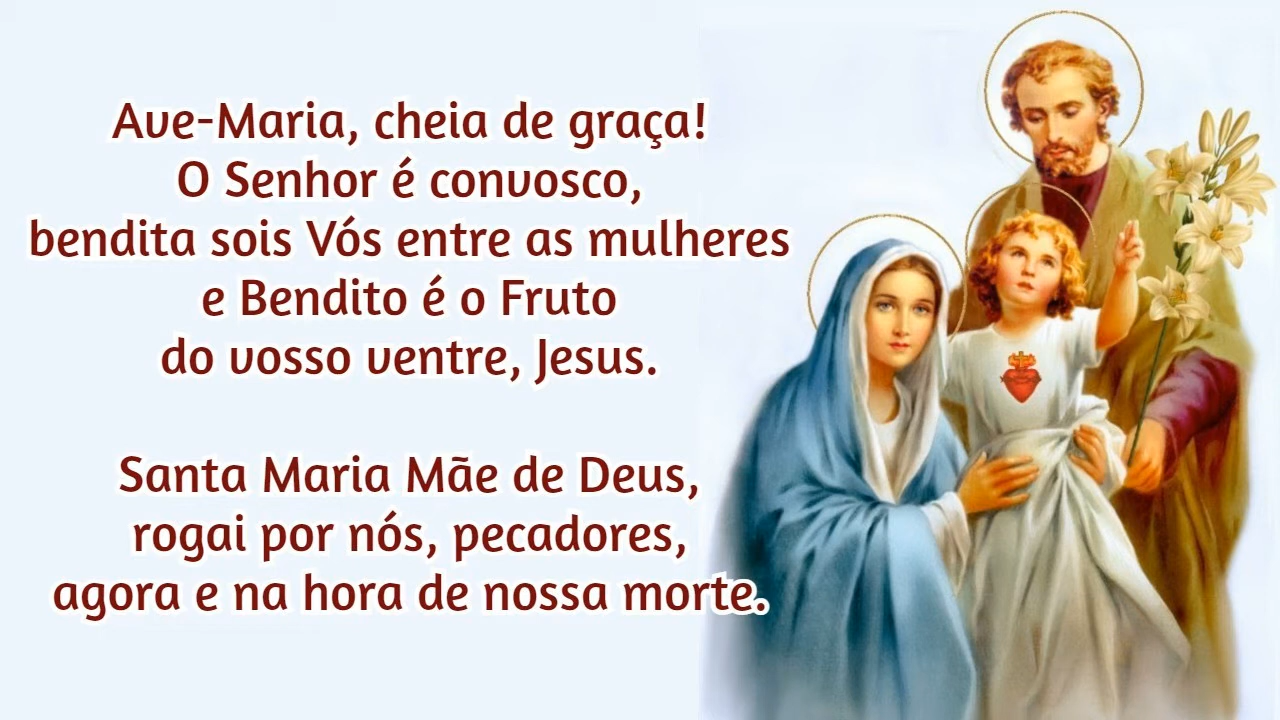 Ave-Maria, cheia de graça!
O Senhor é convosco,
bendita sois Vós entre as mulheres
e Bendito é o Fruto
do vosso ventre, Jesus.
Santa Maria Mãe de Deus,
rogai por nós, pecadores,
agora e na hora de nossa morte.